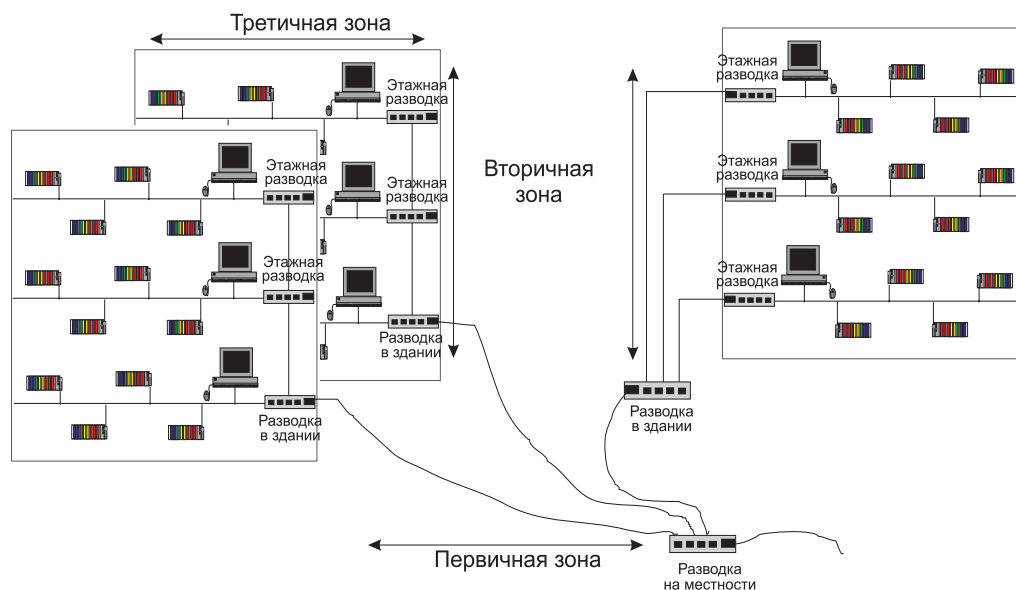 Третичная зона
Этажная
разводка
Этажная
разводка
Разводка
в здании
Этажная
разводка
Этажная
разводка
Разводка
в здании
Вторичная
зона
Этажная
разводка
Этажная
разводка
Этажная
разводка
Разводка
в здании
Первичная зона
Разводка
на местности